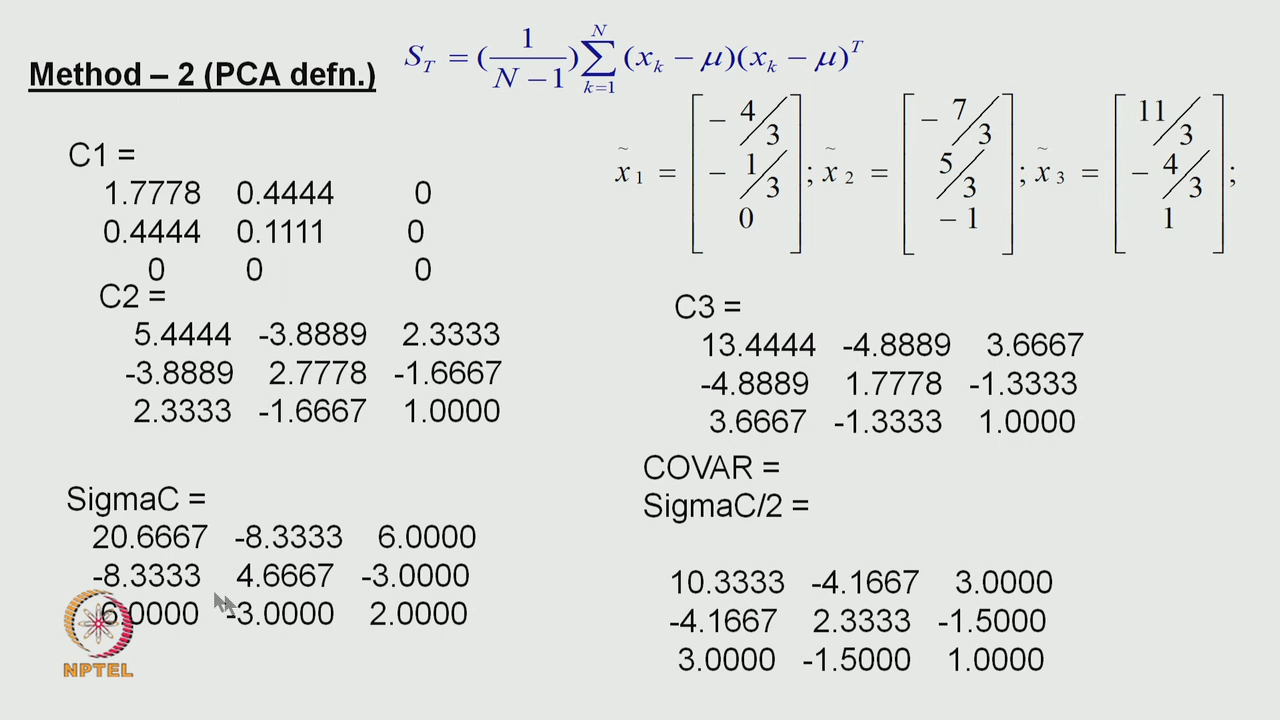 Method – 2 (PCA defn.)
S_T = (1/(N−1)) ∑_{k=1}^{N} (x_k − μ)(x_k − μ)^T
x̃_1 = [−4/3; −1/3; 0]; x̃_2 = [−7/3; 5/3; −1]; x̃_3 = [11/3; −4/3; 1];
C1 =
1.7778 0.4444 0
0.4444 0.1111 0
0 0 0
C2 =
5.4444 -3.8889 2.3333
-3.8889 2.7778 -1.6667
2.3333 -1.6667 1.0000
C3 =
13.4444 -4.8889 3.6667
-4.8889 1.7778 -1.3333
3.6667 -1.3333 1.0000
SigmaC =
20.6667 -8.3333 6.0000
-8.3333 4.6667 -3.0000
6.0000 -3.0000 2.0000
COVAR =
SigmaC/2 =
10.3333 -4.1667 3.0000
-4.1667 2.3333 -1.5000
3.0000 -1.5000 1.0000
NPTEL